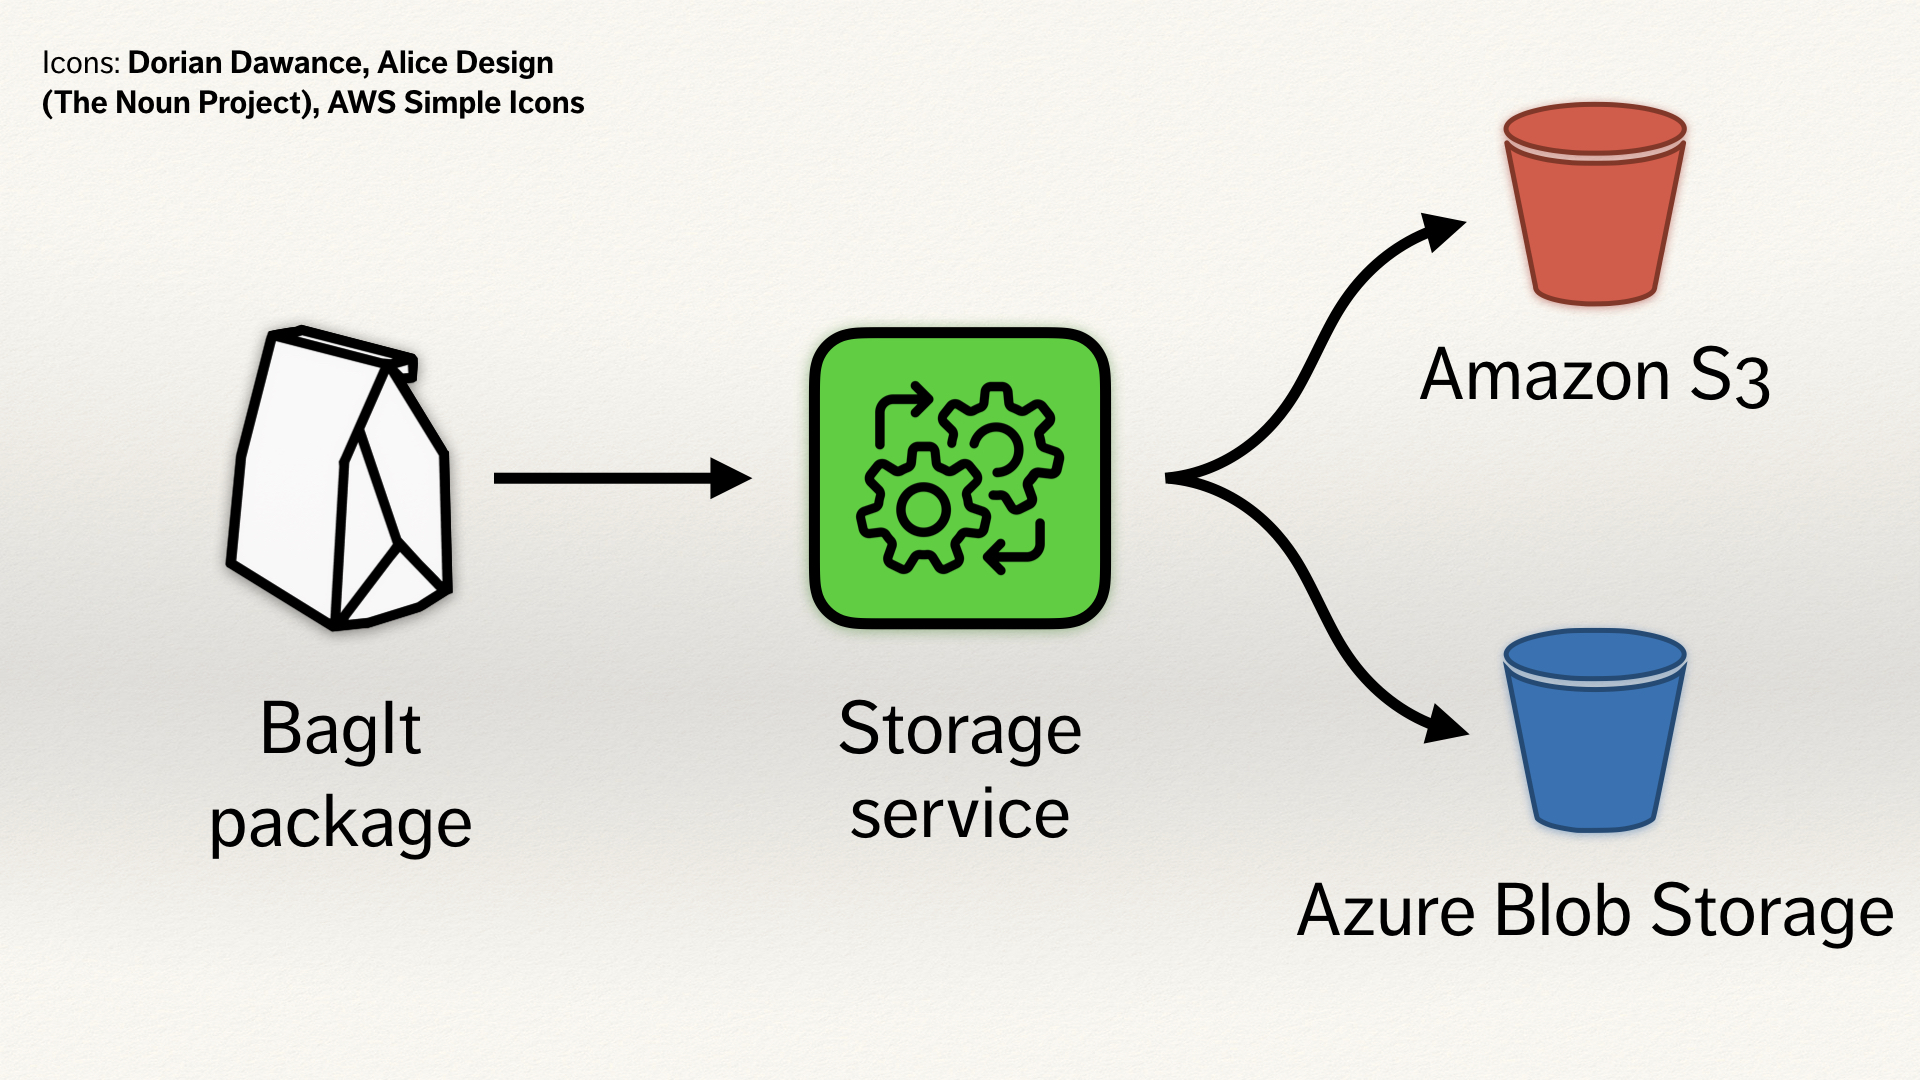 Icons: Dorian Dawance, Alice Design
(The Noun Project), AWS Simple Icons
BagIt
package
Storage
service
Amazon S3
Azure Blob Storage